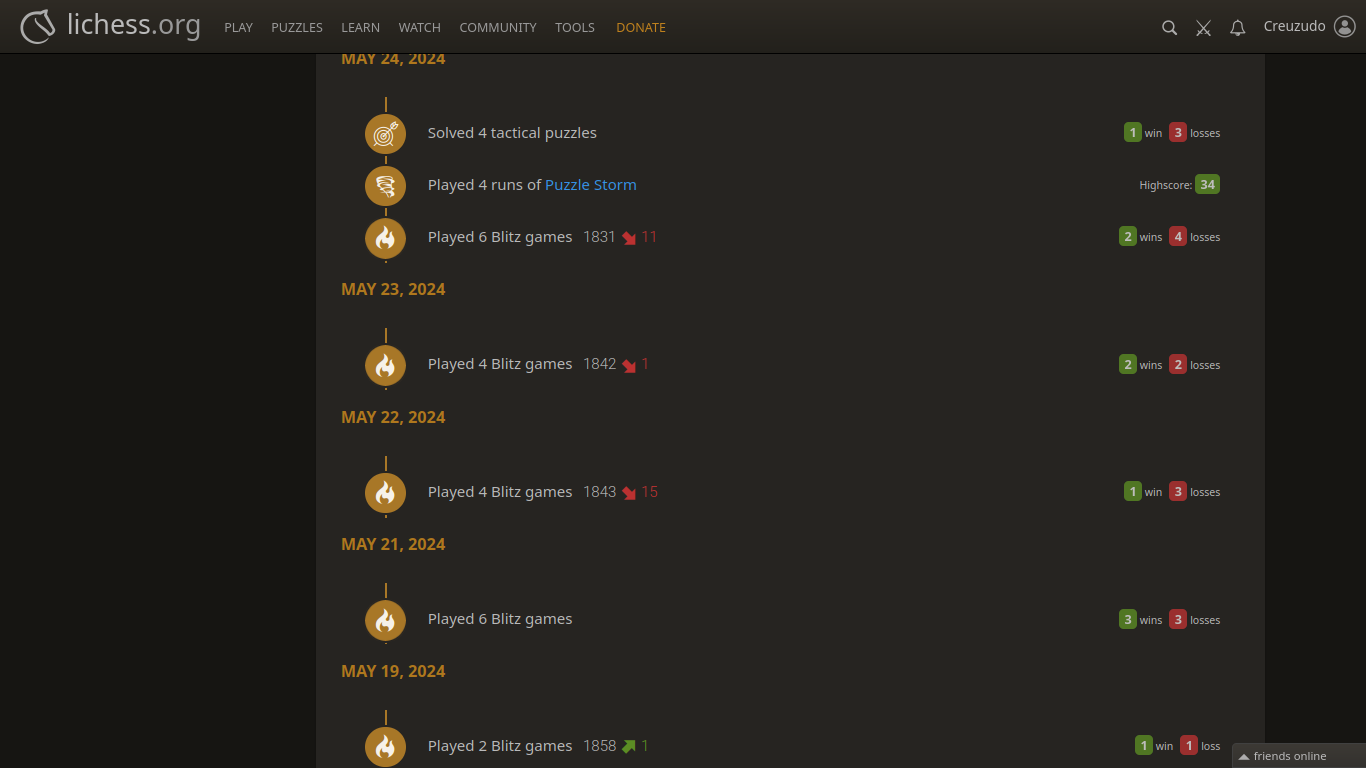 lichess.org PLAY PUZZLES LEARN WATCH COMMUNITY TOOLS DONATE Creuzudo
MAY 24, 2024
Solved 4 tactical puzzles 1 win 3 losses
Played 4 runs of Puzzle Storm Highscore: 34
Played 6 Blitz games 1831 11 2 wins 4 losses
MAY 23, 2024
Played 4 Blitz games 1842 1 2 wins 2 losses
MAY 22, 2024
Played 4 Blitz games 1843 15 1 win 3 losses
MAY 21, 2024
Played 6 Blitz games 3 wins 3 losses
MAY 19, 2024
Played 2 Blitz games 1858 1 1 win 1 loss
friends online